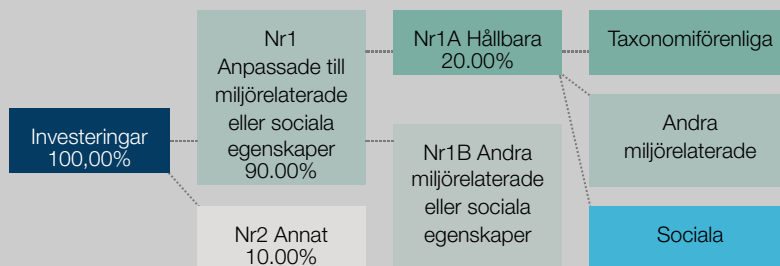 Investeringar
100,00%
Nr1
Anpassade till
miljörelaterade
eller sociala
egenskaper
90.00%
Nr2 Annat
10.00%
Nr1A Hållbara
20.00%
Nr1B Andra
miljörelaterade
eller sociala
egenskaper
Taxonomiförenliga
Andra
miljörelaterade
Sociala